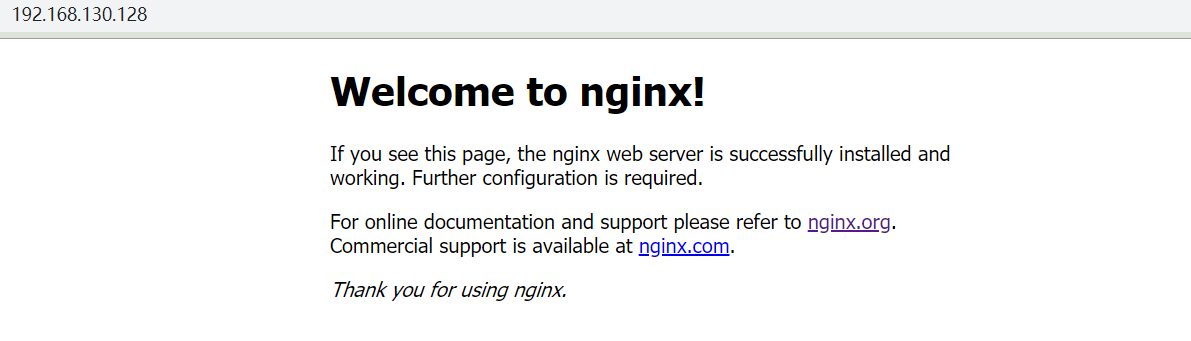 192.168.130.128
Welcome to nginx!
If you see this page, the nginx web server is successfully installed and
working. Further configuration is required.
For online documentation and support please refer to nginx.org.
Commercial support is available at nginx.com.
Thank you for using nginx.